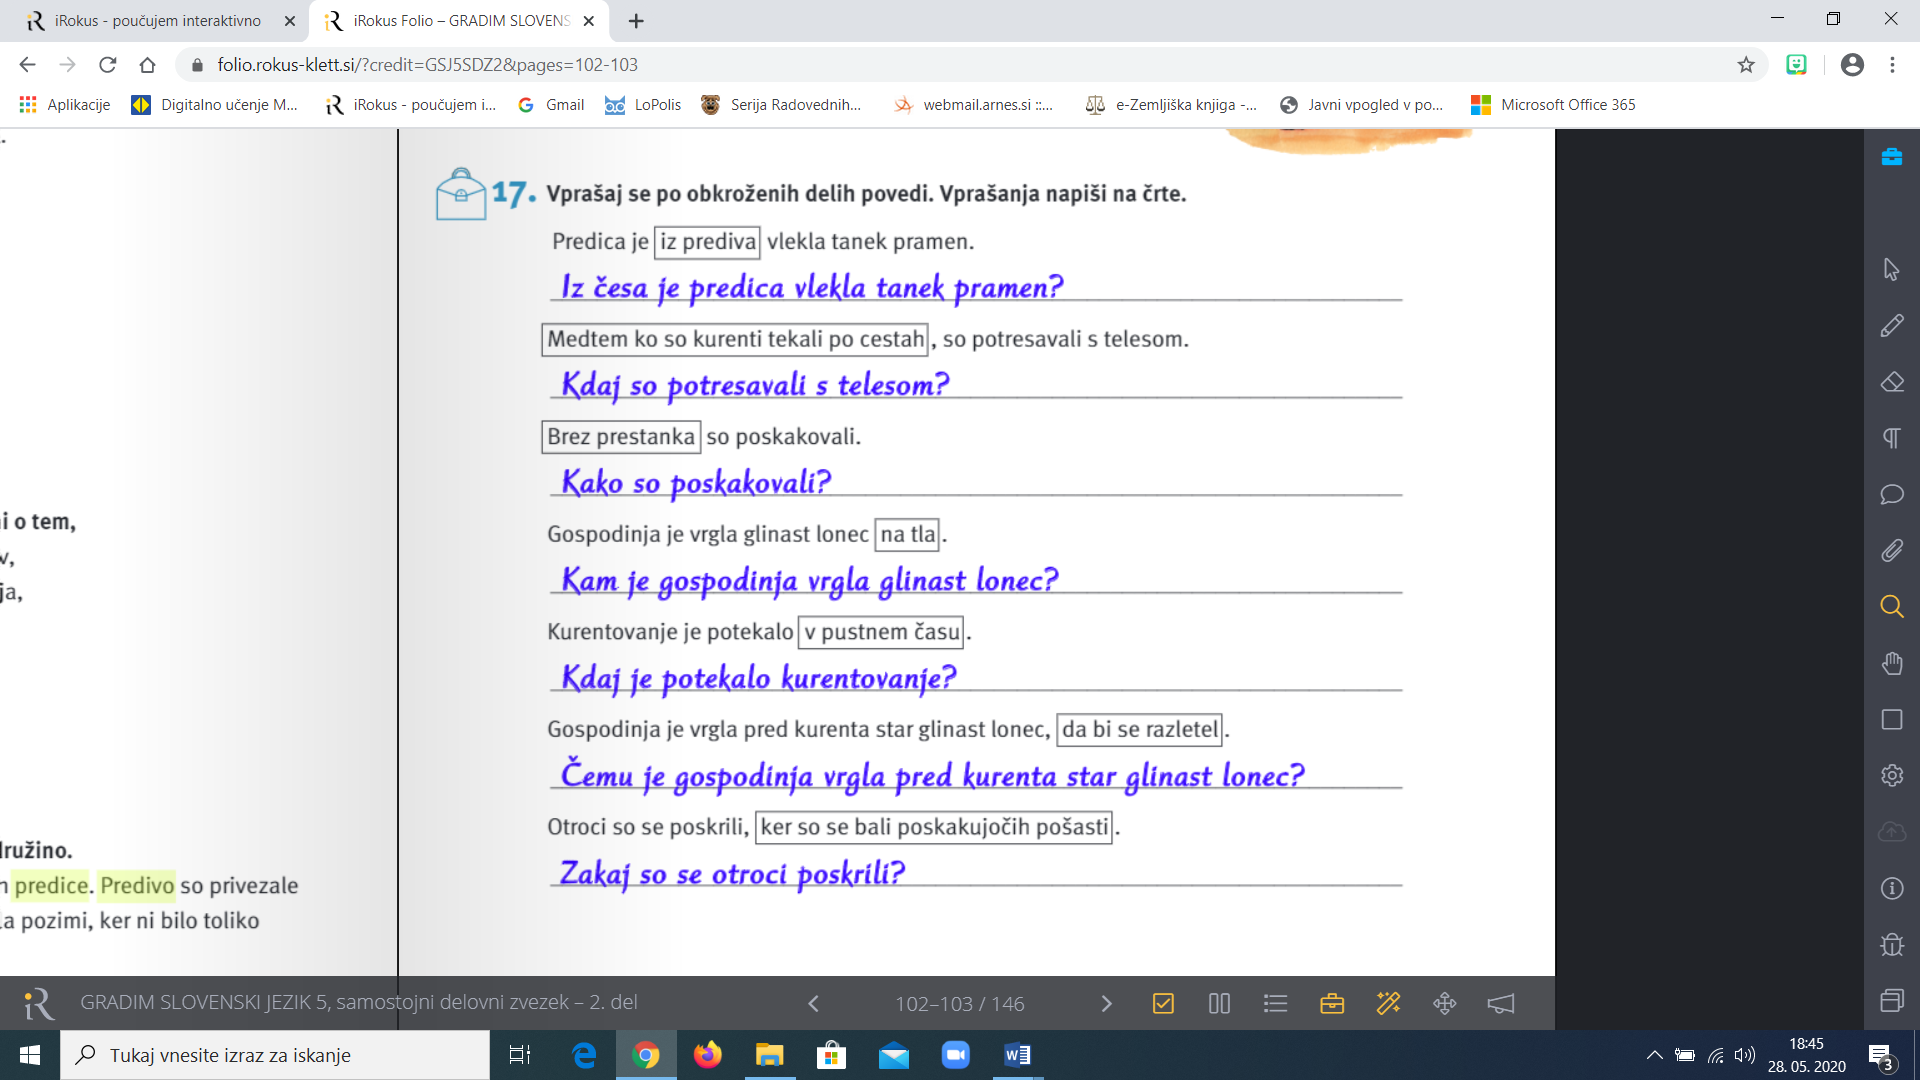 iRokus - poučujem interaktivno
iRokus Folio – GRADIM SLOVENS
folio.rokus-klett.si/?credit=GSJ5SDZ2&pages=102-103
Aplikacije
Digitalno učenje M...
iRokus - poučujem i...
Gmail
LoPolis
Serija Radovednih...
webmail.arnes.si ::...
e-Zemljiška knjiga -...
Javni vpogled v po...
Microsoft Office 365
17. Vprašaj se po obkroženih delih povedi. Vprašanja napiši na črte.
Predica je iz prediva vlekla tanek pramen.
Iz česa je predica vlekla tanek pramen?
Medtem ko so kurenti tekali po cestah, so potresavali s telesom.
Kdaj so potresavali s telesom?
Brez prestanka so poskakovali.
Kako so poskakovali?
Gospodinja je vrgla glinast lonec na tla.
Kam je gospodinja vrgla glinast lonec?
Kurentovanje je potekalo v pustnem času.
Kdaj je potekalo kurentovanje?
Gospodinja je vrgla pred kurenta star glinast lonec, da bi se razletel.
Čemu je gospodinja vrgla pred kurenta star glinast lonec?
Otroci so se poskrili, ker so se bali poskakujočih pošasti.
Zakaj so se otroci poskrili?
i o tem,
v,
ja,
družino.
n predice. Predivo so privezale
la pozimi, ker ni bilo toliko
iR
GRADIM SLOVENSKI JEZIK 5, samostojni delovni zvezek – 2. del
102–103 / 146
Tukaj vnesite izraz za iskanje
18:45
28. 05. 2020
3